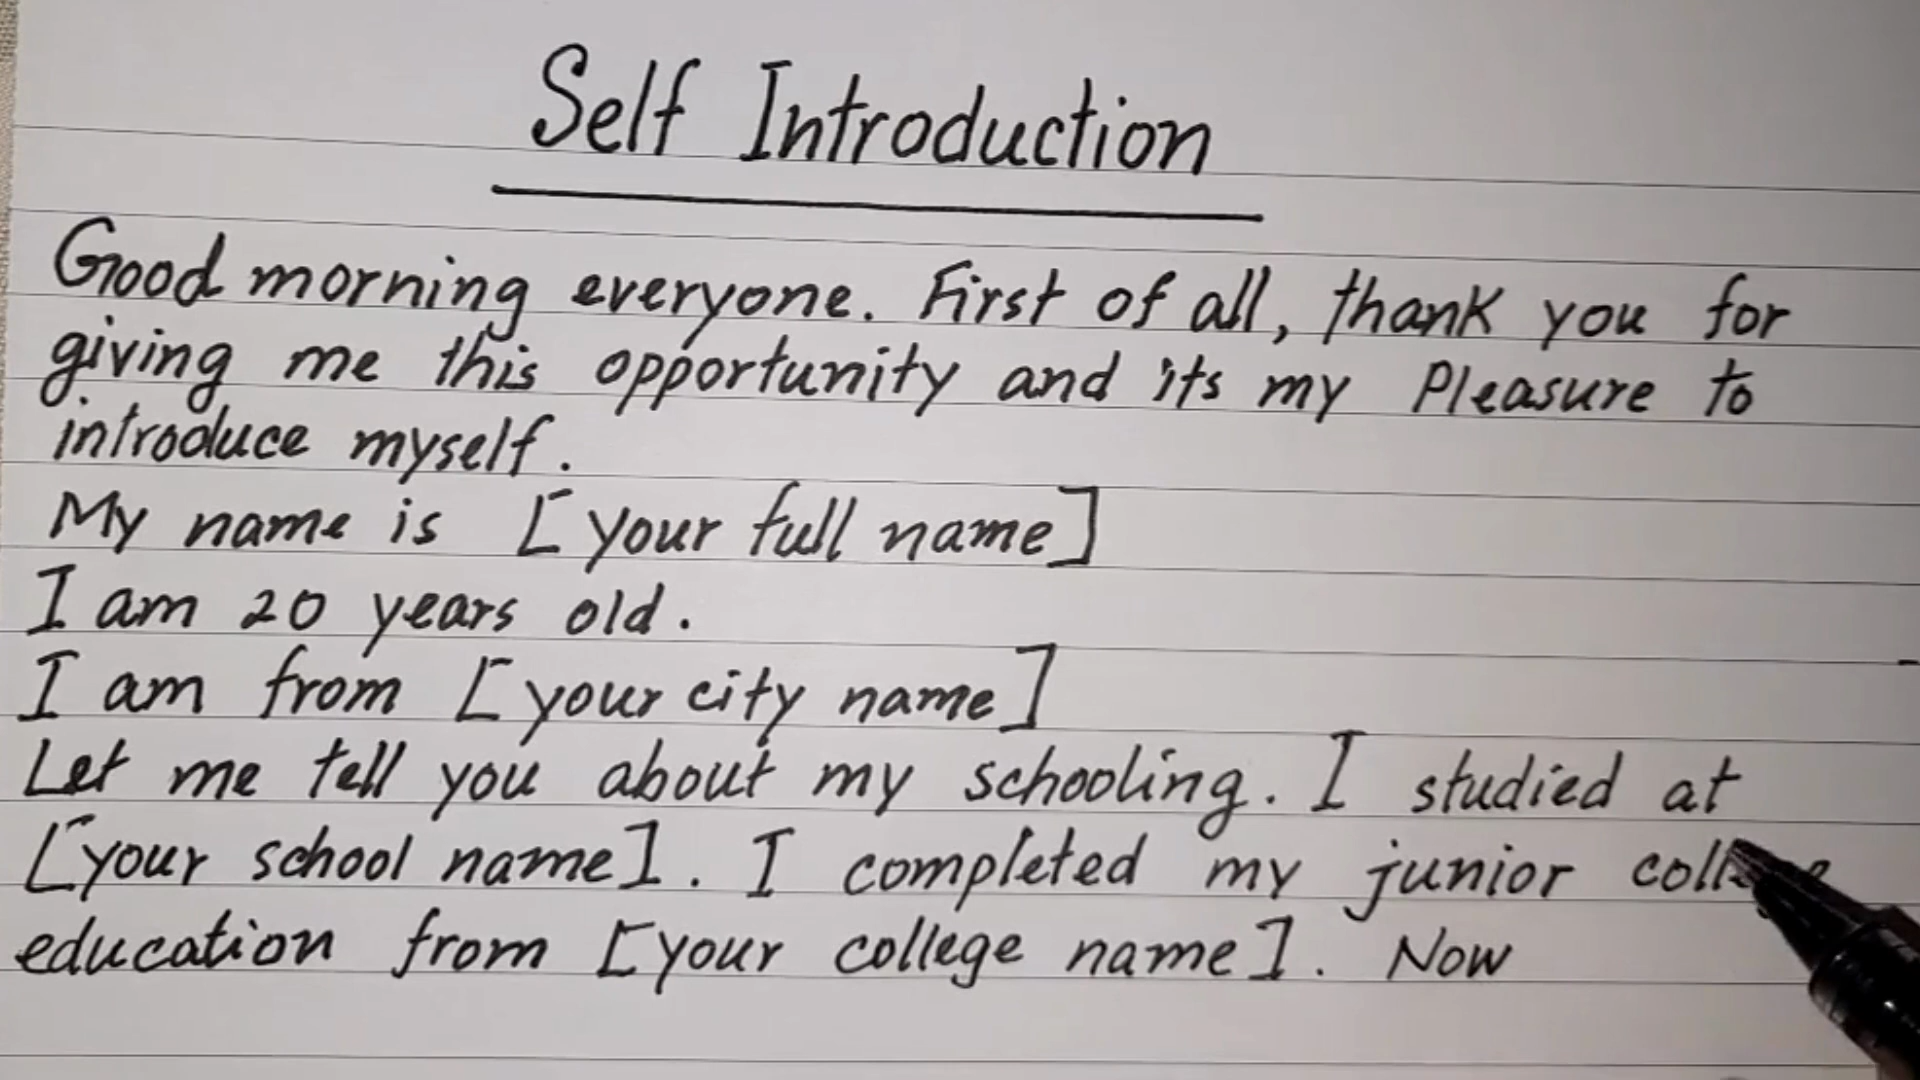 Self Introduction
Good morning everyone. First of all, thank you for
giving me this opportunity and its my Pleasure to
introduce myself.
My name is [your full name]
I am 20 years old.
I am from [your city name]
Let me tell you about my schooling. I studied at
[your school name]. I completed my junior college
education from [your college name]. Now